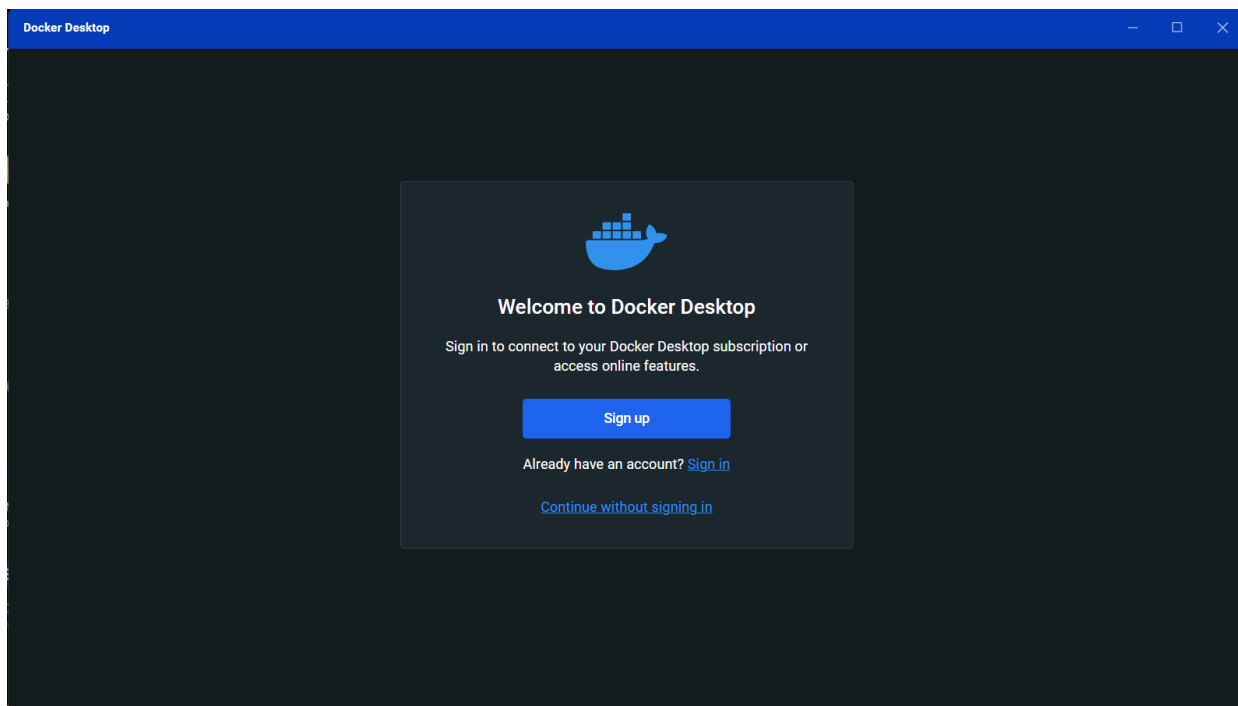 Docker Desktop
Welcome to Docker Desktop
Sign in to connect to your Docker Desktop subscription or
access online features.
Sign up
Already have an account? Sign in
Continue without signing in